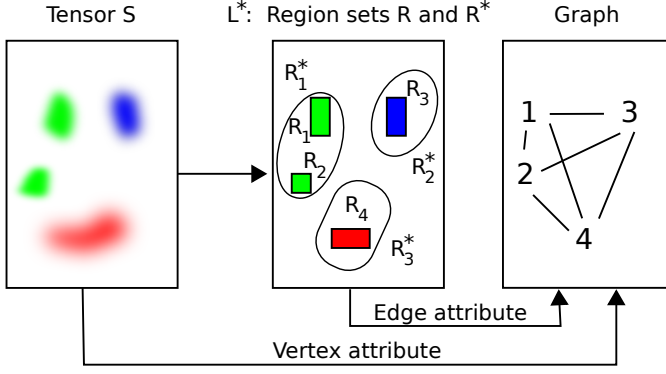 Tensor S
L*: Region sets R and R*
Graph
R*1
R1
R2
R3
R*2
R4
R*3
1
3
2
4
Edge attribute
Vertex attribute